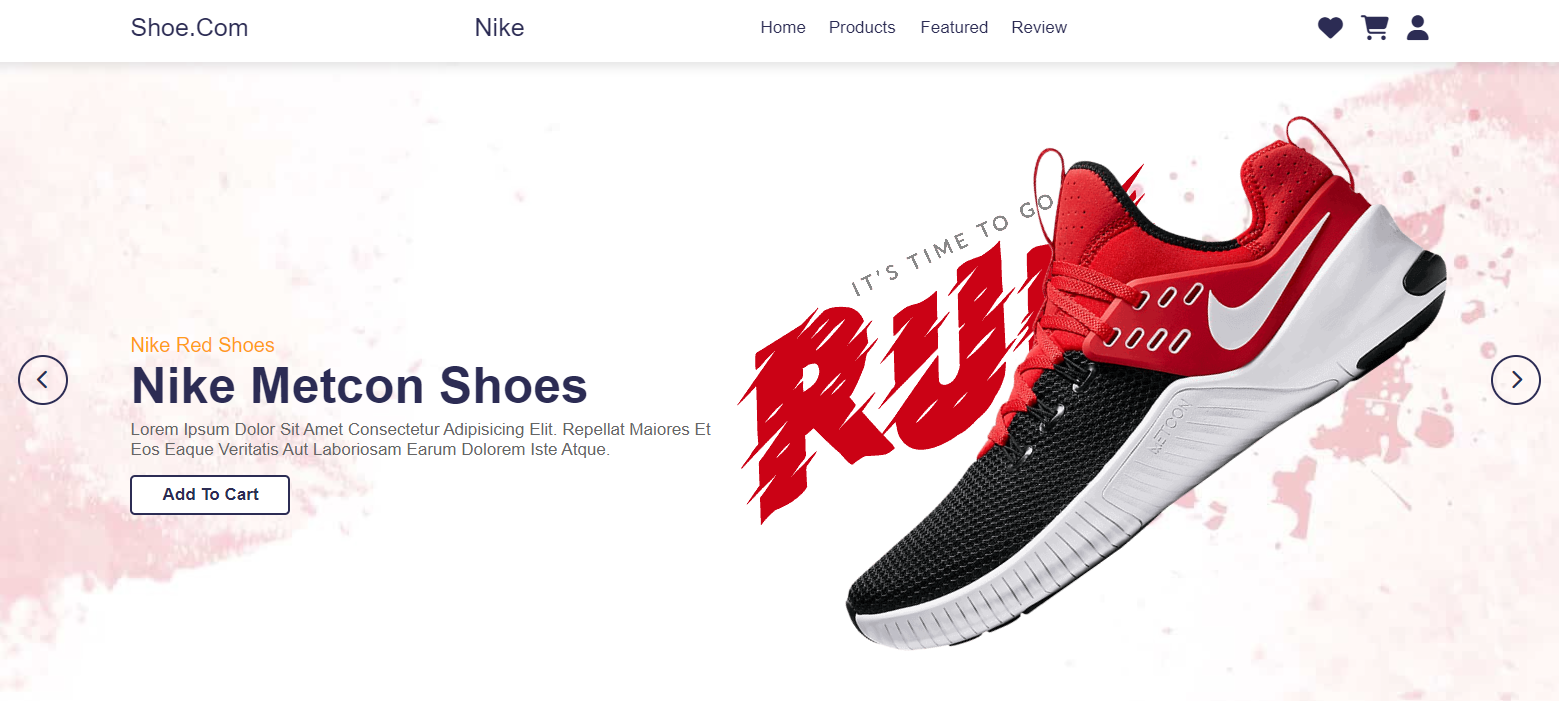 Shoe.Com
Nike
Home Products Featured Review
IT'S TIME TO GO
RU
Nike Red Shoes
Nike Metcon Shoes
Lorem Ipsum Dolor Sit Amet Consectetur Adipisicing Elit. Repellat Maiores Et
Eos Eaque Veritatis Aut Laboriosam Earum Dolorem Iste Atque.
Add To Cart
METCON